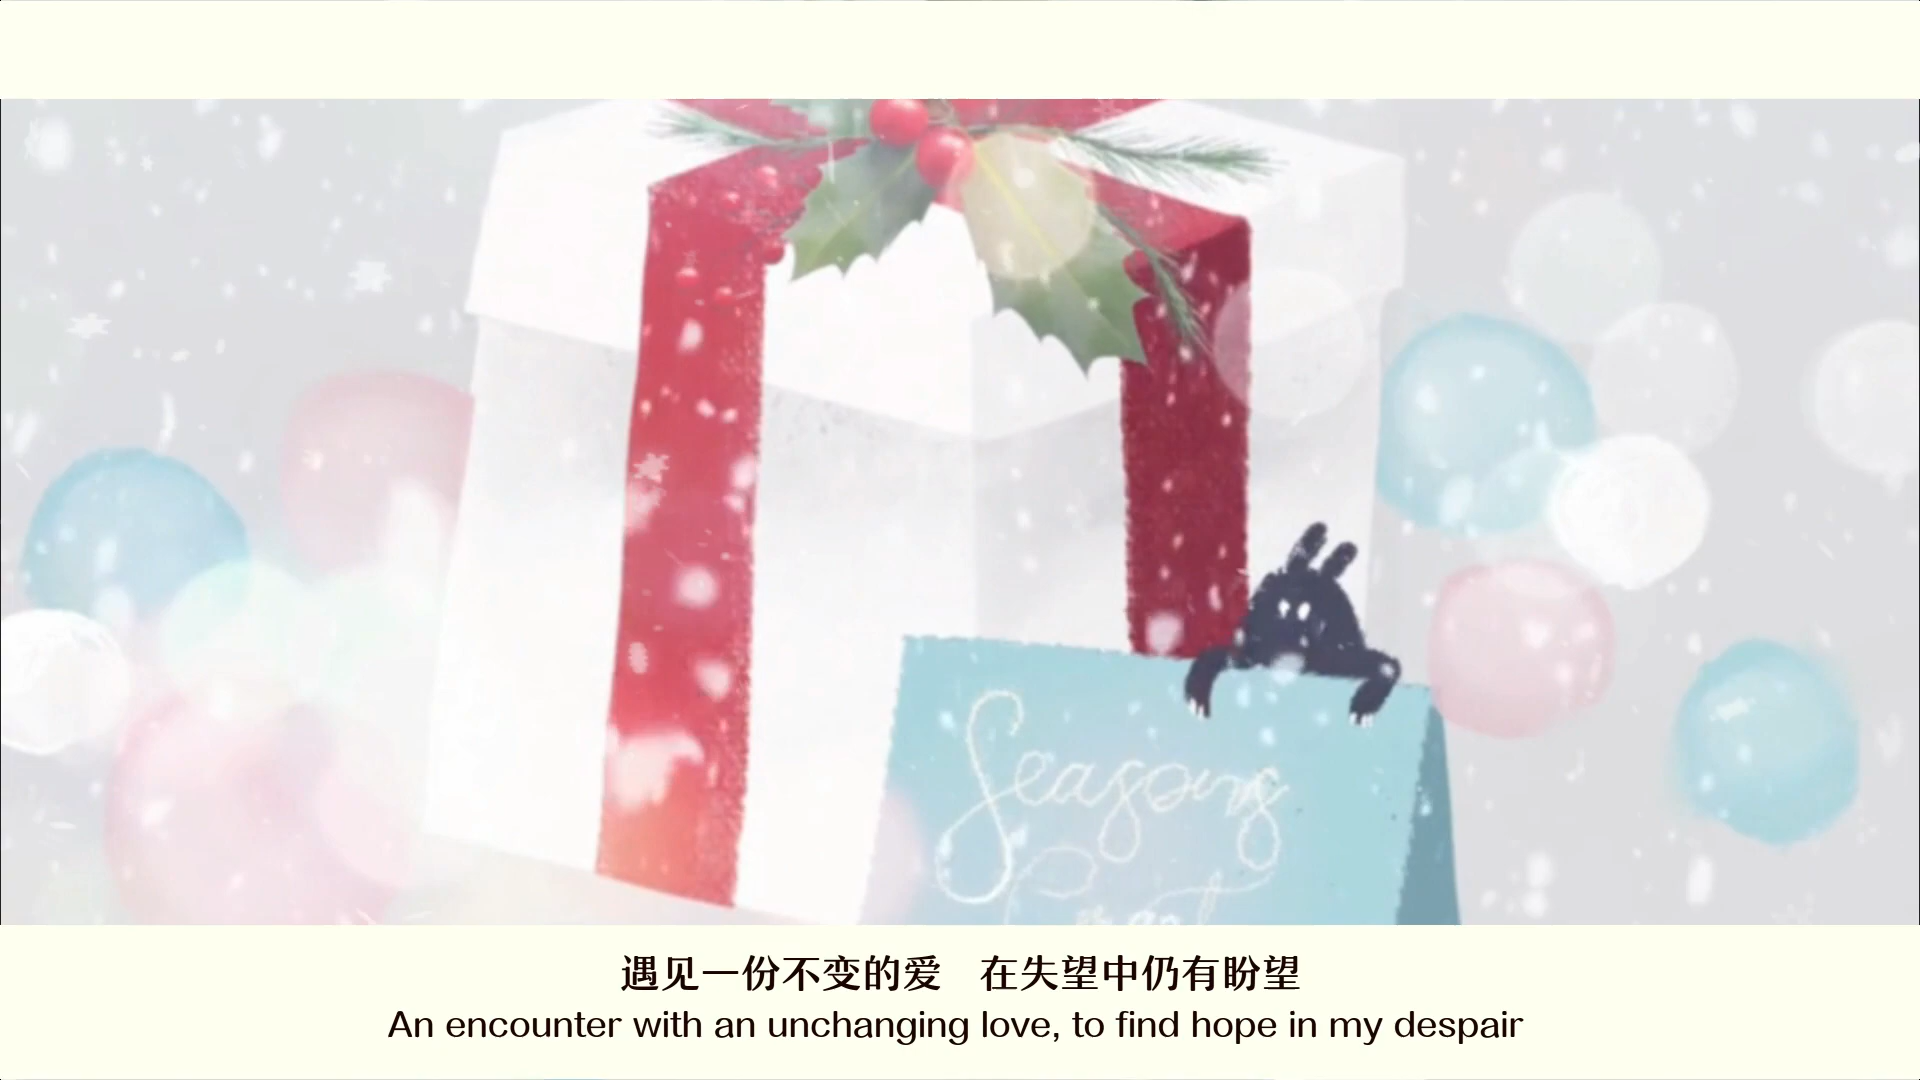 Seasons
遇见一份不变的爱 在失望中仍有盼望
An encounter with an unchanging love, to find hope in my despair